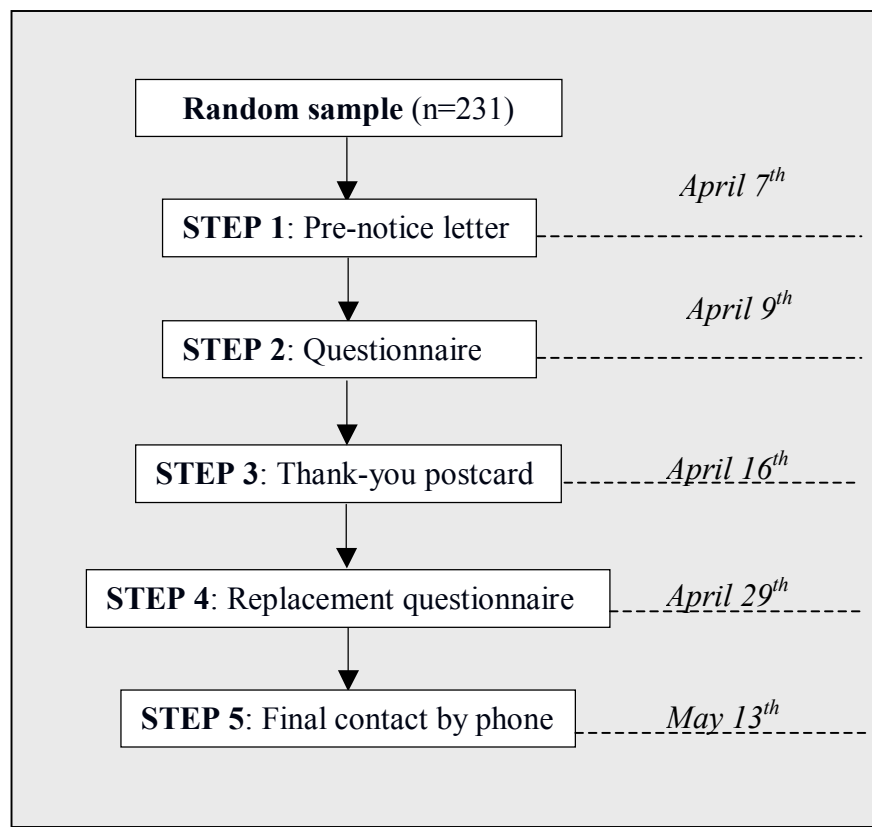 Random sample (n=231)
April 7th
STEP 1: Pre-notice letter
April 9th
STEP 2: Questionnaire
STEP 3: Thank-you postcard
April 16th
STEP 4: Replacement questionnaire
April 29th
STEP 5: Final contact by phone
May 13th